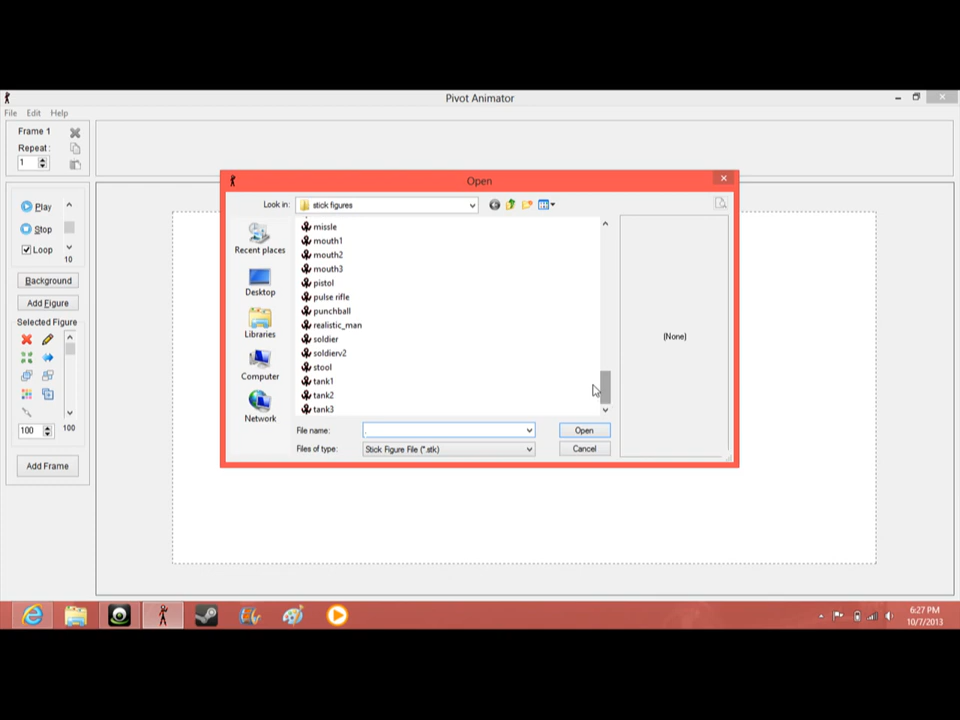 Pivot Animator
File Edit Help
Frame 1
Repeat:
1
Play
Stop
Loop
10
Background
Add Figure
Selected Figure
100
100
Add Frame
Open
Look in:
stick figures
Recent places
Desktop
Libraries
Computer
Network
missle
mouth1
mouth2
mouth3
pistol
pulse rifle
punchball
realistic_man
soldier
soldierv2
stool
tank1
tank2
tank3
File name:
Open
Files of type:
Stick Figure File (*.stk)
Cancel
(None)
6:27 PM
10/7/2013